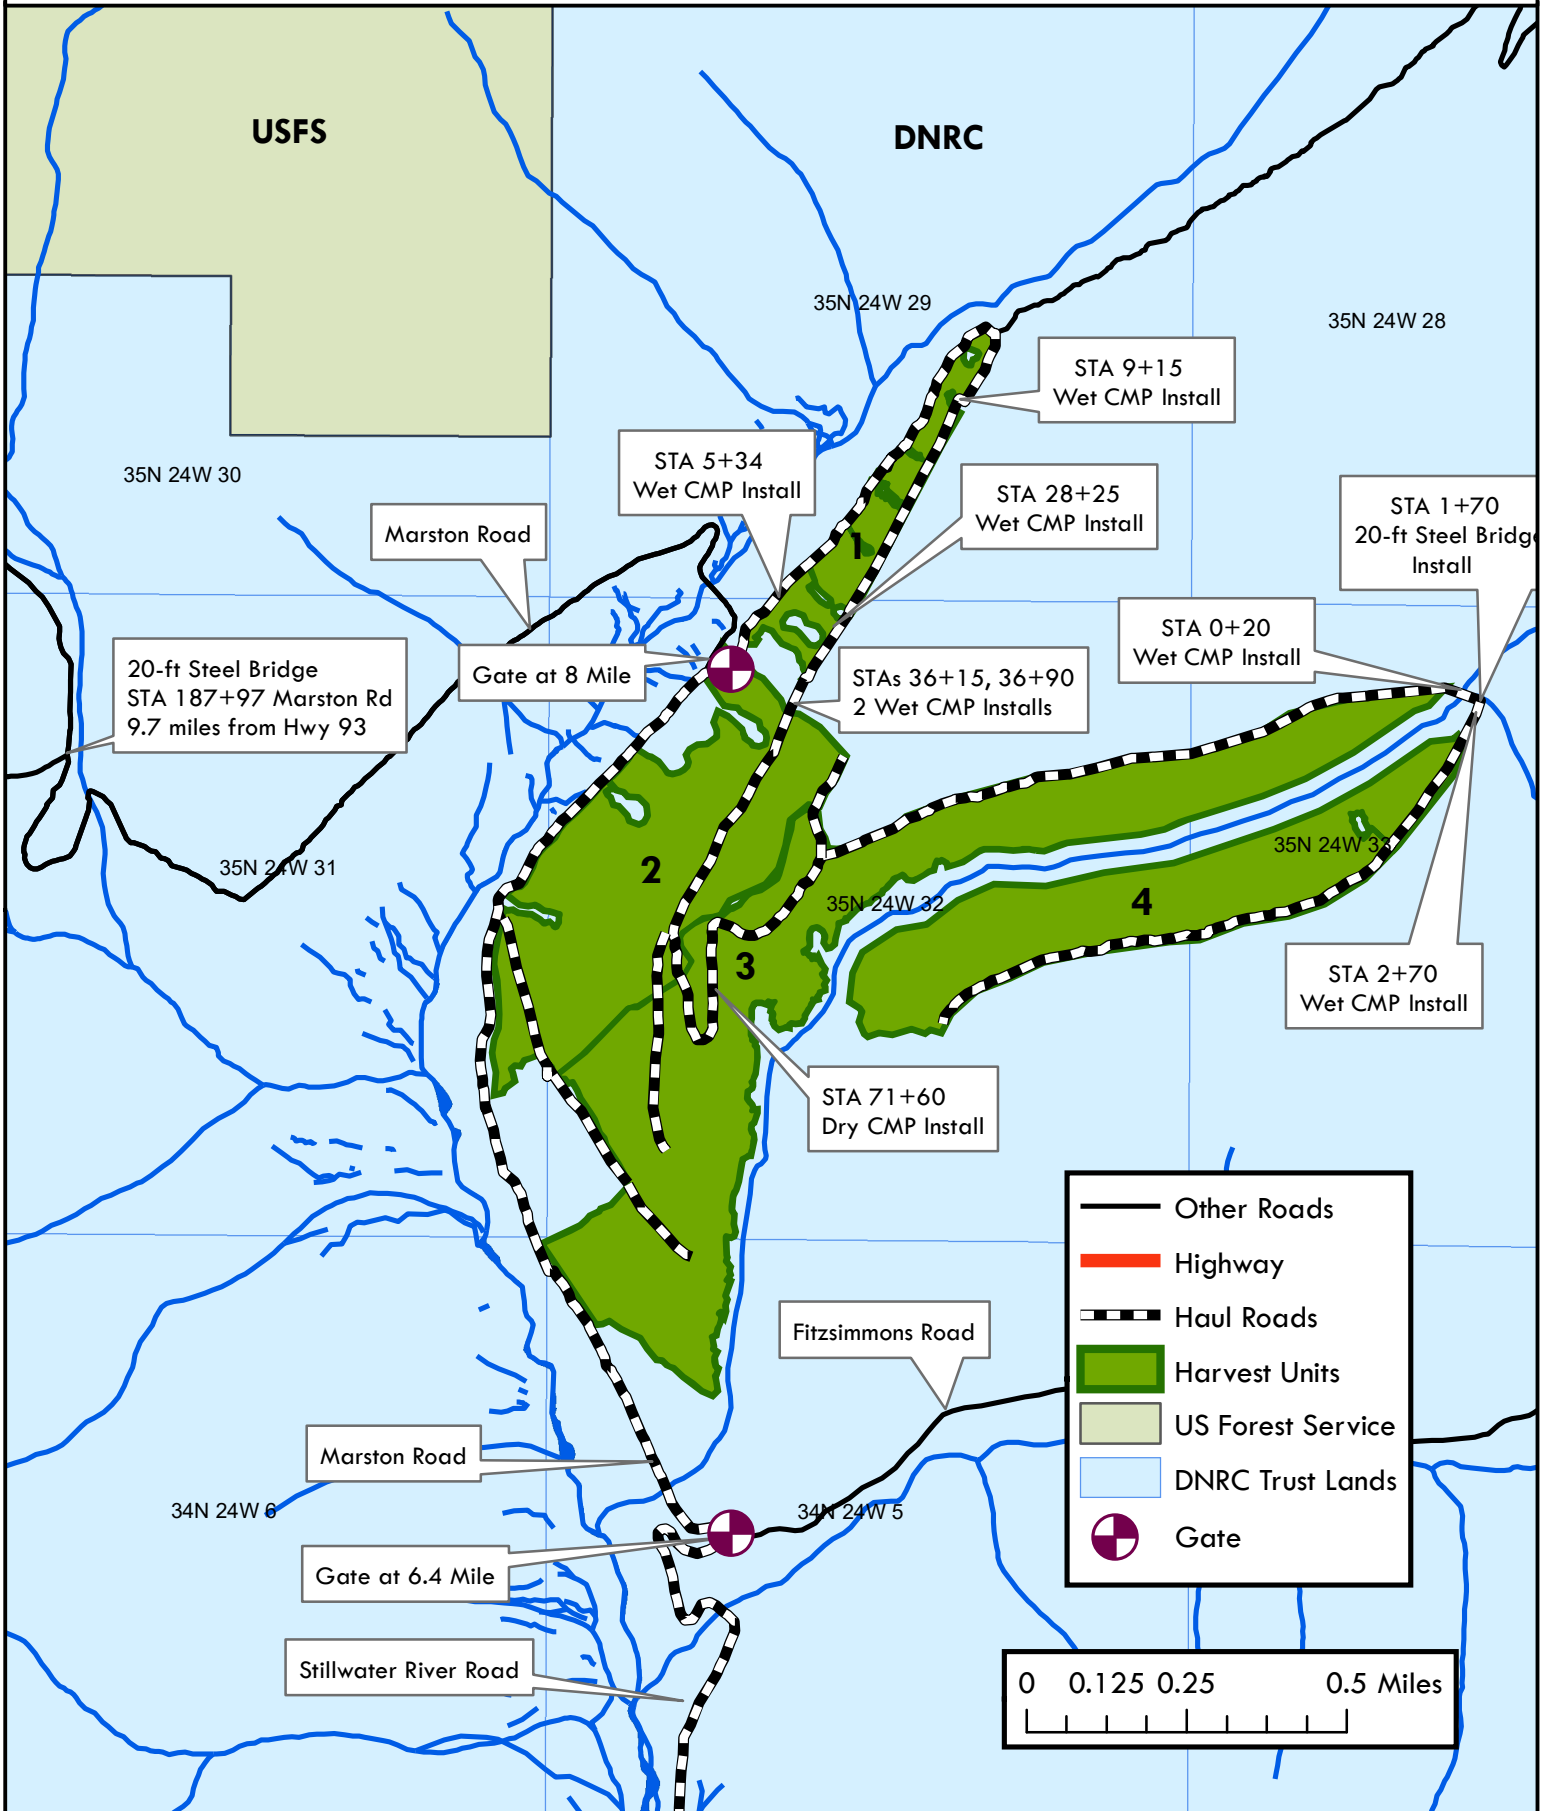 USFS
DNRC
35N 24W 29
35N 24W 28
STA 9+15
Wet CMP Install
STA 5+34
Wet CMP Install
35N 24W 30
STA 28+25
Wet CMP Install
STA 1+70
20-ft Steel Bridge
Install
Marston Road
1
STA 0+20
Wet CMP Install
Gate at 8 Mile
20-ft Steel Bridge
STA 187+97 Marston Rd
9.7 miles from Hwy 93
STAs 36+15, 36+90
2 Wet CMP Installs
35N 24W 31
2
35N 24W 33
35N 24W 32
4
3
STA 2+70
Wet CMP Install
STA 71+60
Dry CMP Install
Other Roads
Highway
Haul Roads
Harvest Units
US Forest Service
DNRC Trust Lands
Gate
Fitzsimmons Road
Marston Road
34N 24W 6
34N 24W 5
Gate at 6.4 Mile
Stillwater River Road
0 0.125 0.25 0.5 Miles